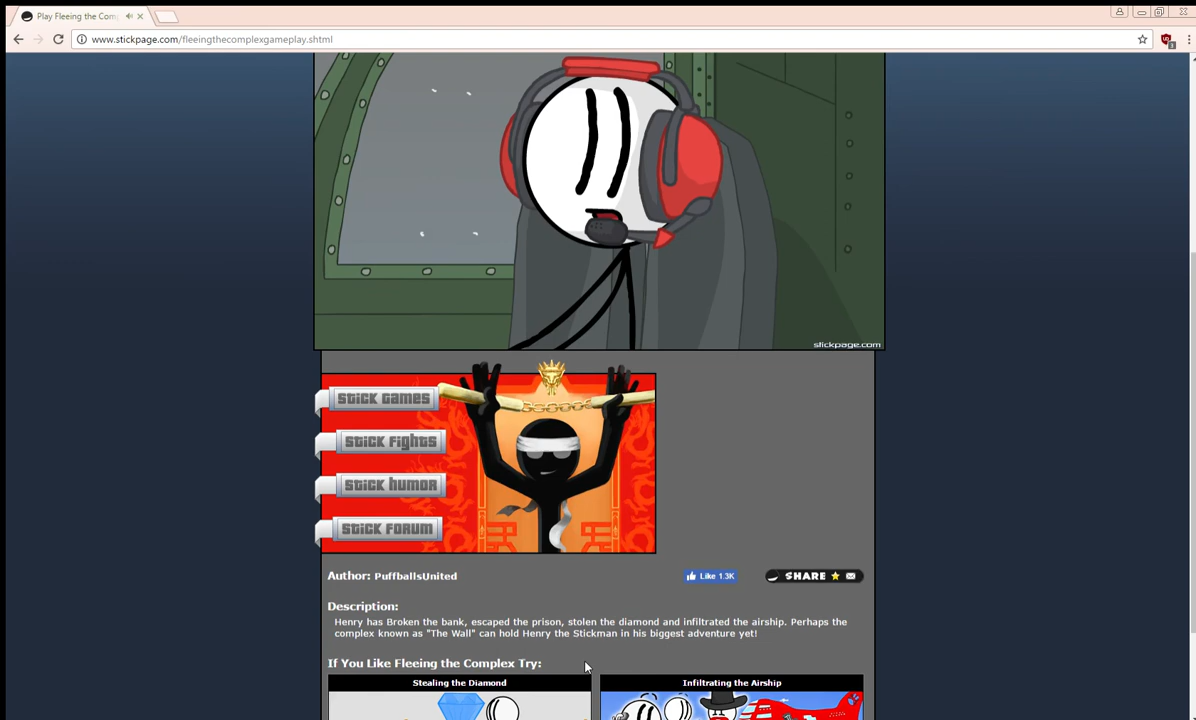 Play Fleeing the Com
www.stickpage.com/fleeingthecomplexgameplay.shtml
stickpage.com
STICK GAMES
STICK FIGHTS
STICK HUMOR
STICK FORUM
Author: PuffballsUnited
Like 1.3K
SHARE
Description:
Henry has Broken the bank, escaped the prison, stolen the diamond and infiltrated the airship. Perhaps the
complex known as "The Wall" can hold Henry the Stickman in his biggest adventure yet!
If You Like Fleeing the Complex Try:
Stealing the Diamond
Infiltrating the Airship